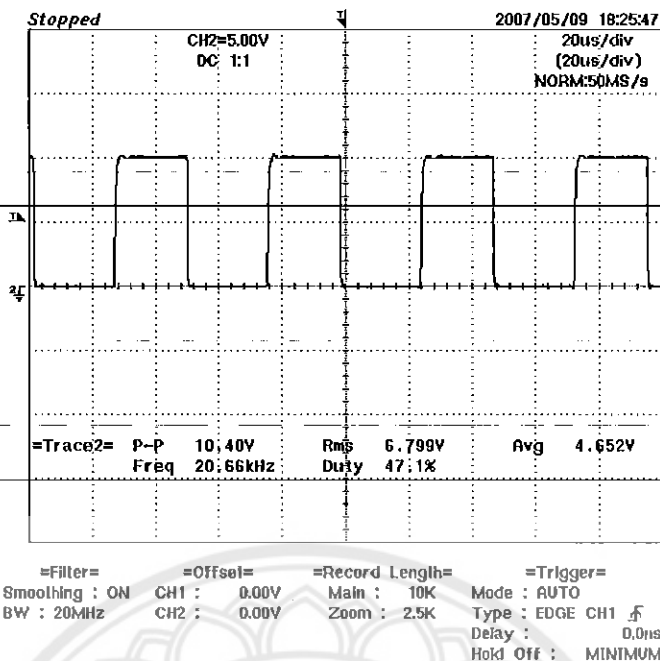 Stopped 2007/05/09 18:25:47
CH2=5.00V 20us/div
DC 1:1 (20us/div)
NORM:50MS/s
=Trace2= P-P 10.40V Rms 6.799V Avg 4.652V
Freq 20.66kHz Duty 47.1%
=Filter= =Offset= =Record Length= =Trigger=
Smoothing : ON CH1 : 0.00V Main : 10K Mode : AUTO
BW : 20MHz CH2 : 0.00V Zoom : 2.5K Type : EDGE CH1
Delay : 0.0ns
Hold Off : MINIMUM